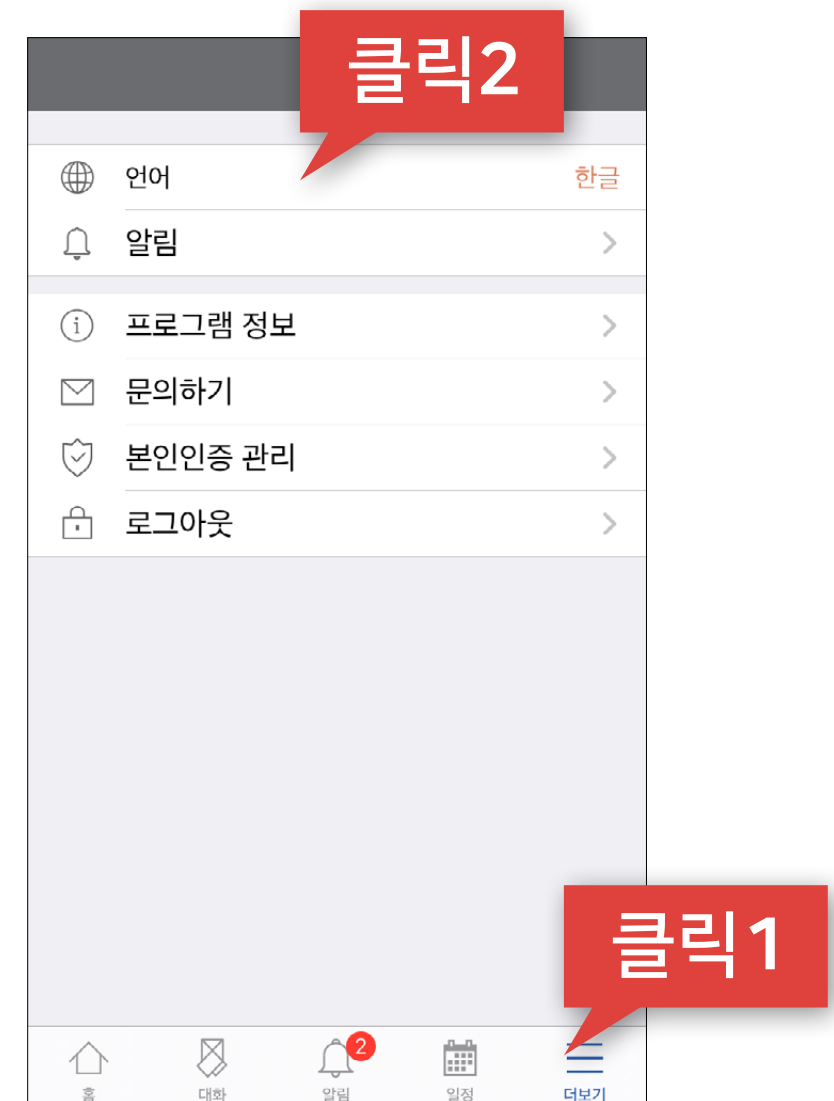 클릭2
언어 한글
알림
프로그램 정보
문의하기
본인인증 관리
로그아웃
클릭1
2
홈 대화 알림 일정 더보기